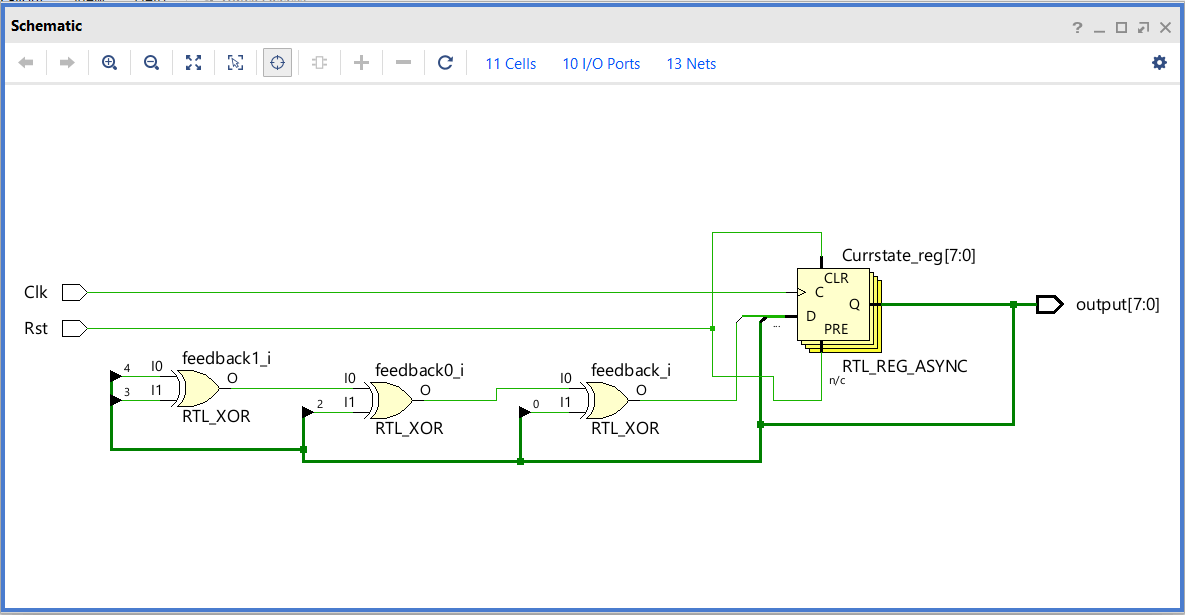 Schematic
11 Cells 10 I/O Ports 13 Nets
Currstate_reg[7:0]
CLR
Clk
C
Q
output[7:0]
D
Rst
...
PRE
RTL_REG_ASYNC
n/c
feedback1_i
feedback0_i
feedback_i
4 I0 O
3 I1
RTL_XOR
I0 O
2 I1
RTL_XOR
I0 O
0 I1
RTL_XOR